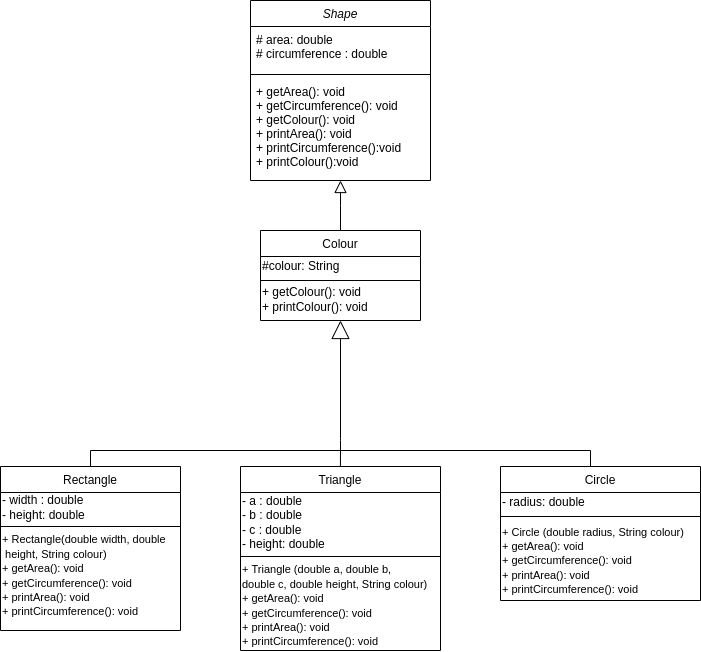 Shape
# area: double
# circumference : double
+ getArea(): void
+ getCircumference(): void
+ getColour(): void
+ printArea(): void
+ printCircumference():void
+ printColour():void
Colour
#colour: String
+ getColour(): void
+ printColour(): void
Rectangle
- width : double
- height: double
+ Rectangle(double width, double
height, String colour)
+ getArea(): void
+ getCircumference(): void
+ printArea(): void
+ printCircumference(): void
Triangle
- a : double
- b : double
- c : double
- height: double
+ Triangle (double a, double b,
double c, double height, String colour)
+ getArea(): void
+ getCircumference(): void
+ printArea(): void
+ printCircumference(): void
Circle
- radius: double
+ Circle (double radius, String colour)
+ getArea(): void
+ getCircumference(): void
+ printArea(): void
+ printCircumference(): void